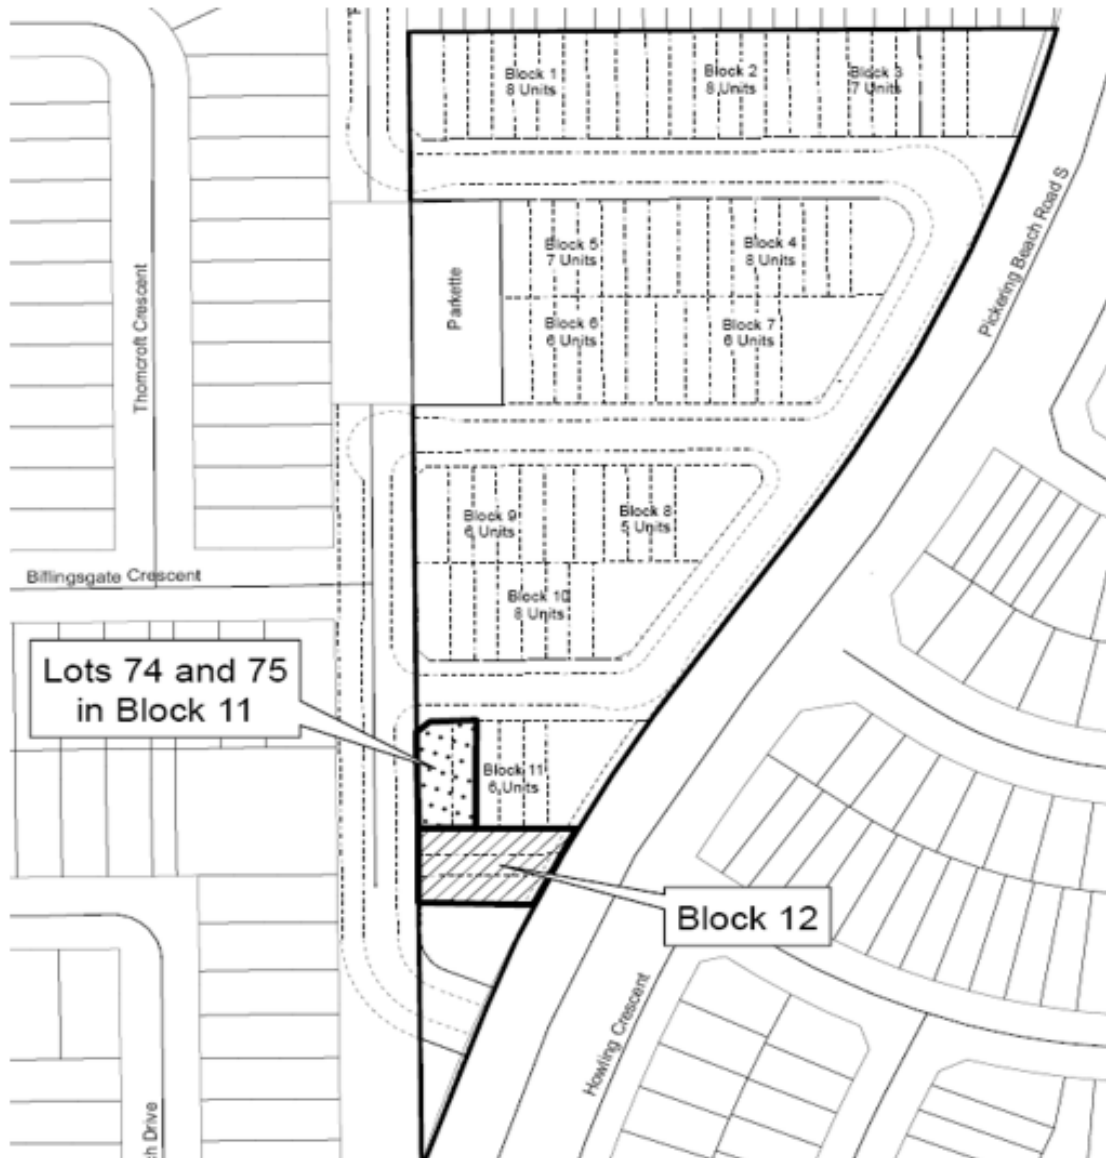 Block 1
8 Units
Block 2
8 Units
Block 3
7 Units
Pickering Beach Road S
Block 5
7 Units
Block 4
8 Units
Parkette
Thorncroft Crescent
Block 6
6 Units
Block 7
6 Units
Block 9
6 Units
Block 8
5 Units
Billingsgate Crescent
Block 10
8 Units
Lots 74 and 75
in Block 11
Block 11
6 Units
Block 12
Howling Crescent
ch Drive